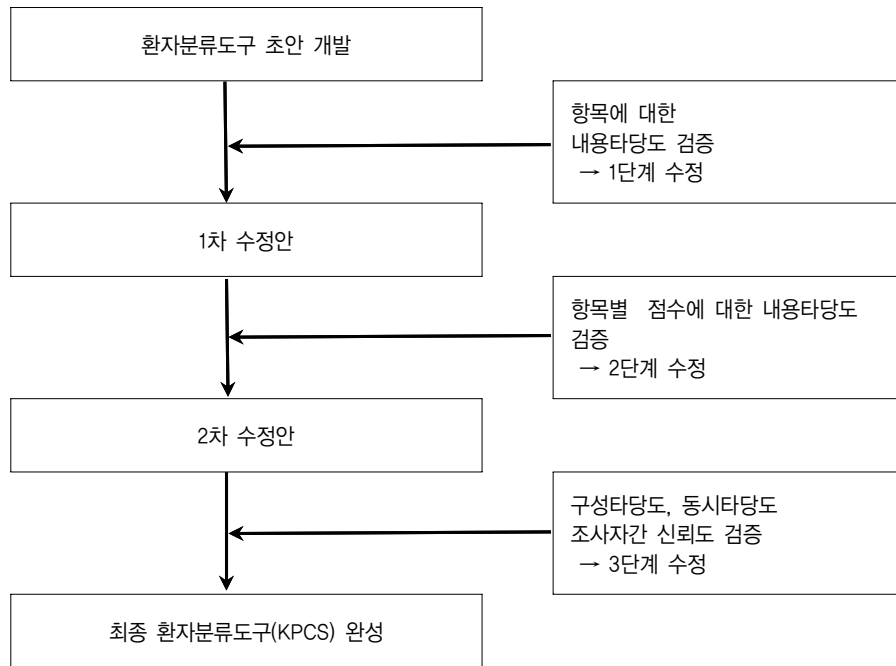 환자분류도구 초안 개발
항목에 대한
내용타당도 검증
→ 1단계 수정
1차 수정안
항목별 점수에 대한 내용타당도
검증
→ 2단계 수정
2차 수정안
구성타당도, 동시타당도
조사자간 신뢰도 검증
→ 3단계 수정
최종 환자분류도구(KPCS) 완성